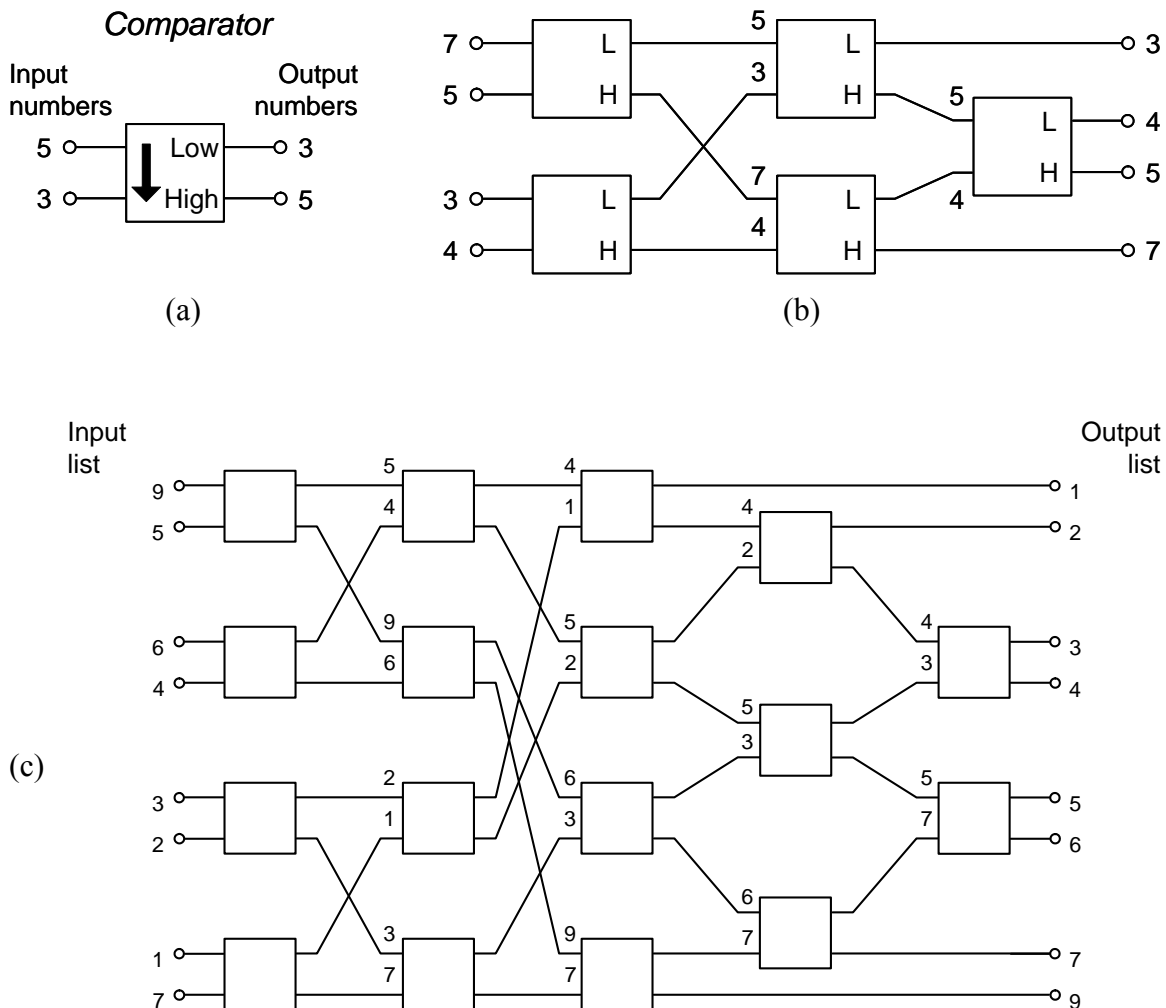 Comparator
Input
numbers
Output
numbers
5 Low 3
3 High 5
(a)
7 L 5 L 3
5 H 3 H
5 L 4
3 L 7 L 4 H 5
4 H 4 H 7
(b)
Input
list
Output
list
9 5 4 1
5 4 1 4 2
2
6 9 5 4 3
4 6 2 3 4
5
3
3 2 6 5 5
2 1 3 7 6
6
1 3 9 7 7
7 7 7 9
(c)